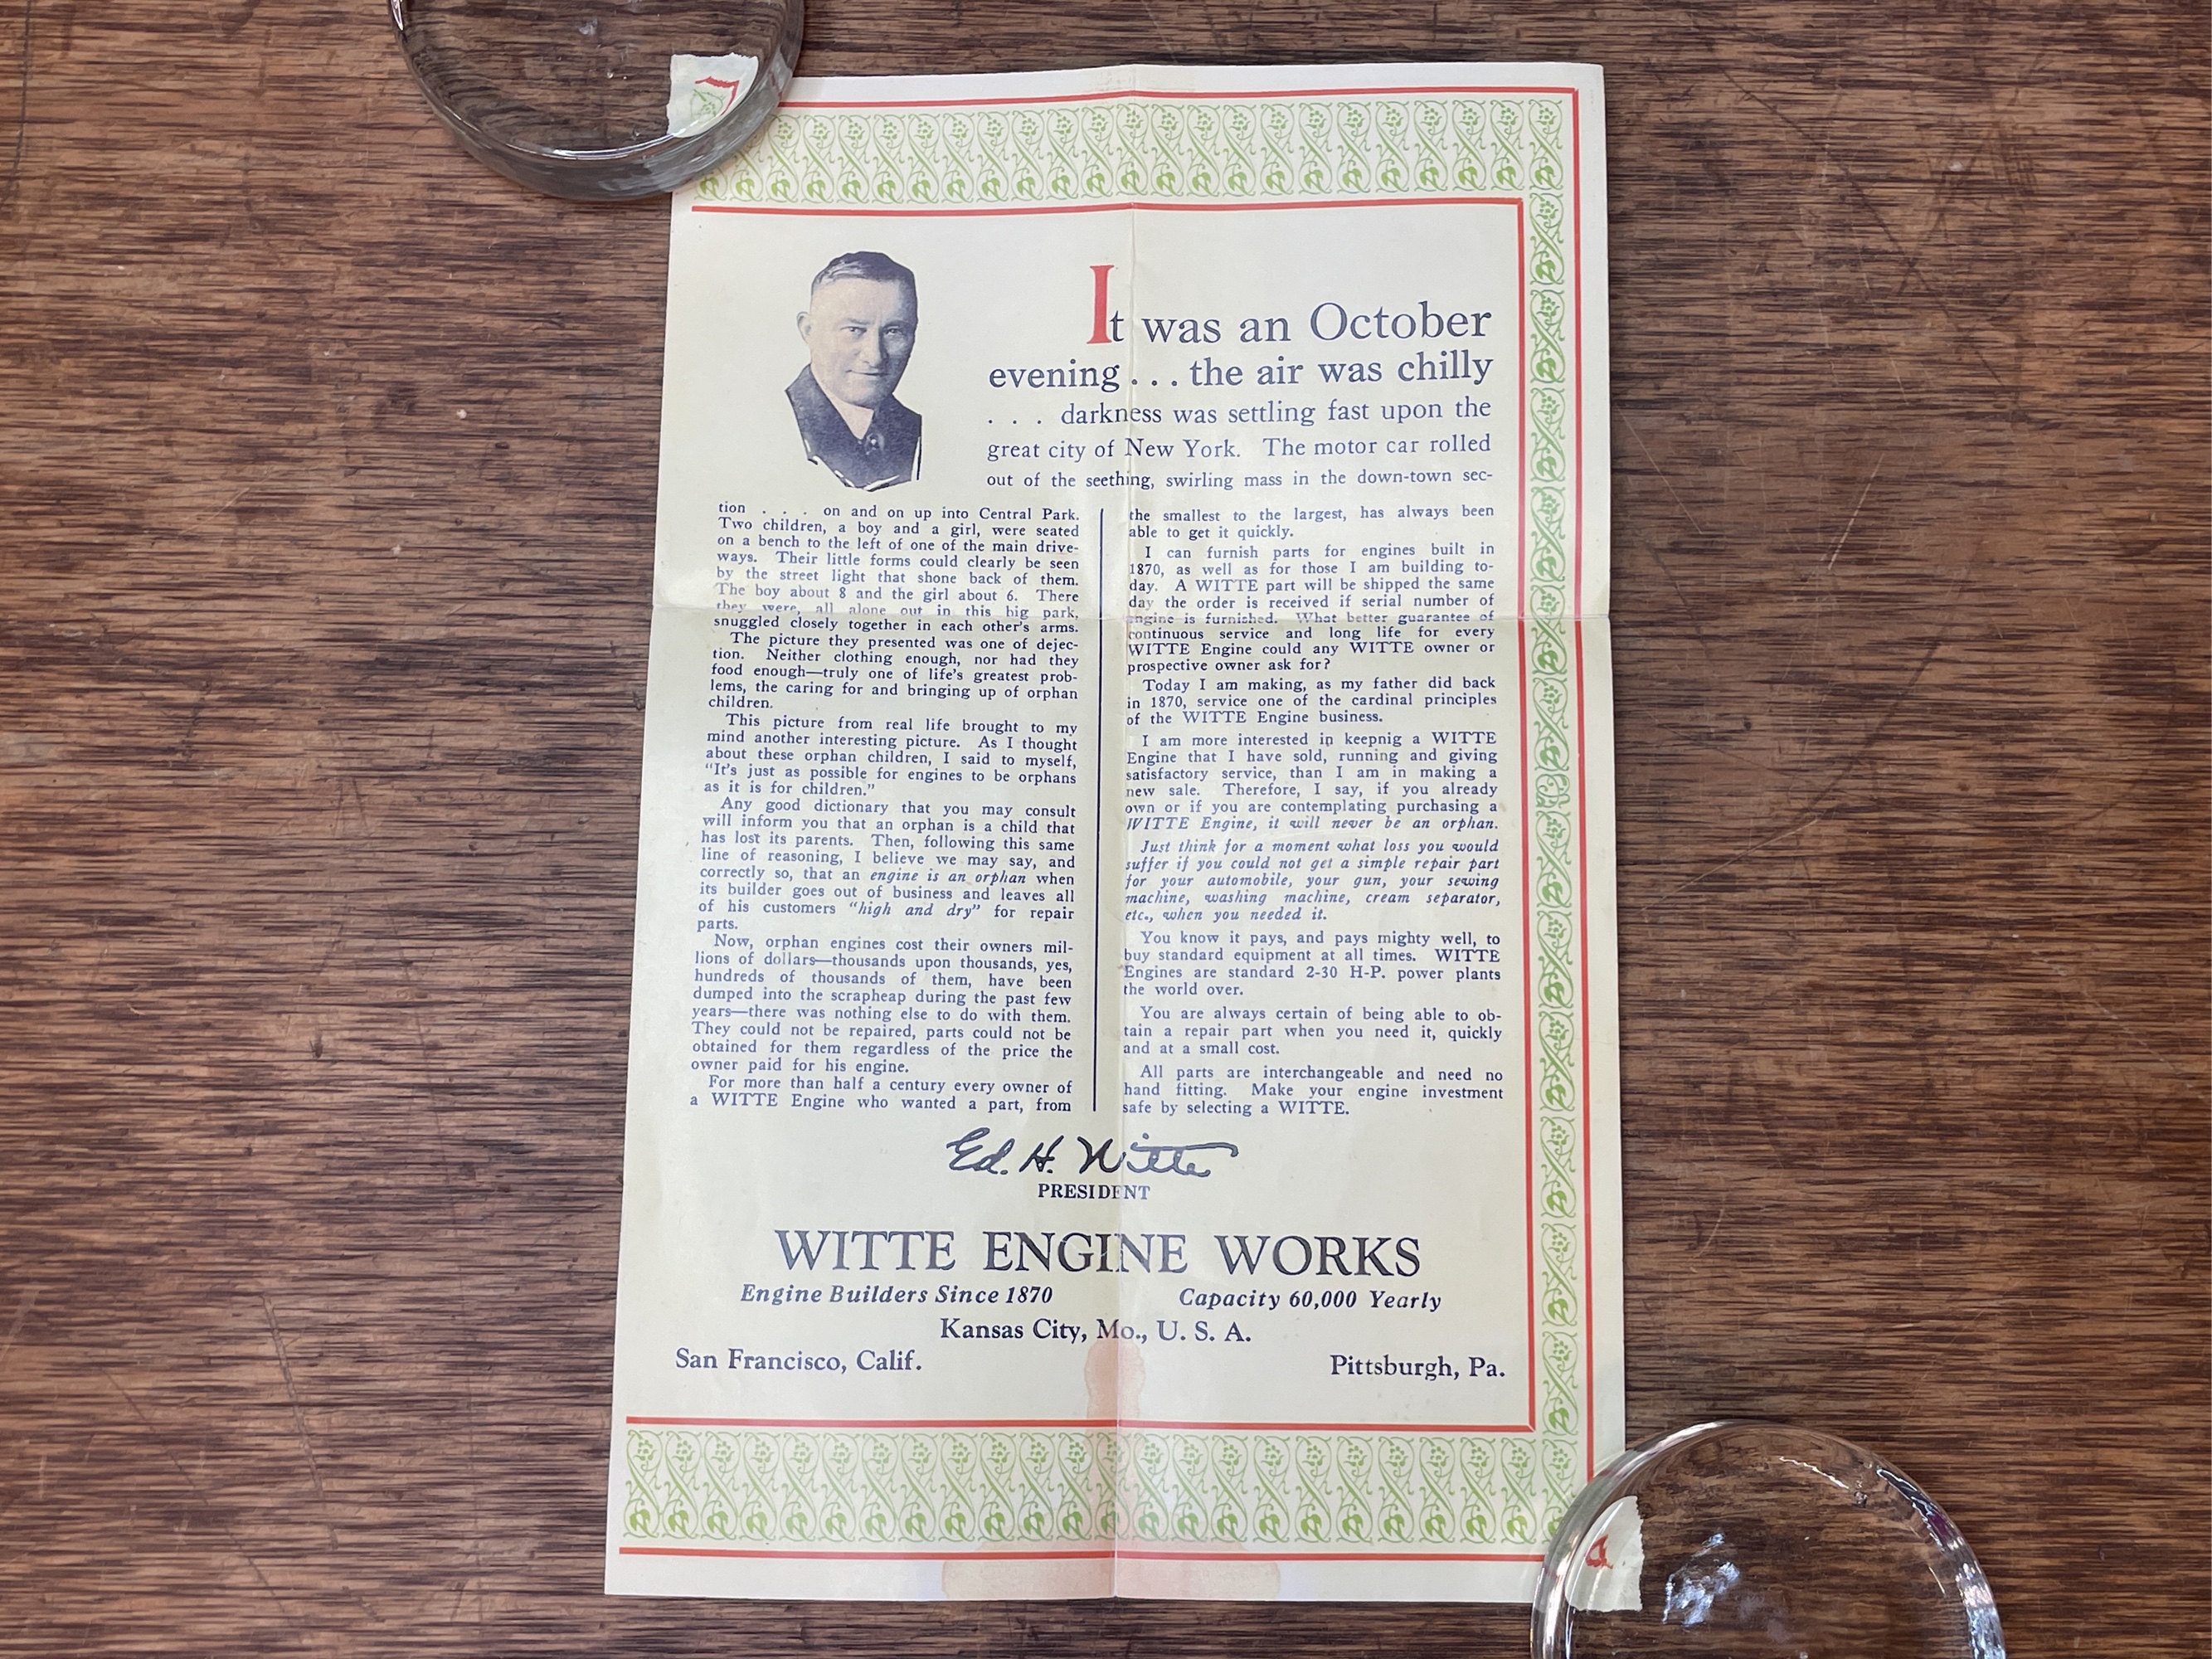 It was an October
evening . . . the air was chilly
. . . darkness was settling fast upon the
great city of New York. The motor car rolled
out of the seething, swirling mass in the down-town sec-
tion . . . on and on up into Central Park.
Two children, a boy and a girl, were seated
on a bench to the left of one of the main drive-
ways. Their little forms could clearly be seen
by the street light that shone back of them.
The boy about 8 and the girl about 6. There
they were, all alone out in this big park,
snuggled closely together in each other's arms.
The picture they presented was one of dejec-
tion. Neither clothing enough, nor had they
food enough—truly one of life's greatest prob-
lems, the caring for and bringing up of orphan
children.
This picture from real life brought to my
mind another interesting picture. As I thought
about these orphan children, I said to myself,
"It's just as possible for engines to be orphans
as it is for children."
Any good dictionary that you may consult
will inform you that an orphan is a child that
has lost its parents. Then, following this same
line of reasoning, I believe we may say, and
correctly so, that an engine is an orphan when
its builder goes out of business and leaves all
of his customers "high and dry" for repair
parts.
Now, orphan engines cost their owners mil-
lions of dollars—thousands upon thousands, yes,
hundreds of thousands of them, have been
dumped into the scrapheap during the past few
years—there was nothing else to do with them.
They could not be repaired, parts could not be
obtained for them regardless of the price the
owner paid for his engine.
For more than half a century every owner of
a WITTE Engine who wanted a part, from
the smallest to the largest, has always been
able to get it quickly.
I can furnish parts for engines built in
1870, as well as for those I am building to-
day. A WITTE part will be shipped the same
day the order is received if serial number of
engine is furnished. What better guarantee of
continuous service and long life for every
WITTE Engine could any WITTE owner or
prospective owner ask for?
Today I am making, as my father did back
in 1870, service one of the cardinal principles
of the WITTE Engine business.
I am more interested in keepnig a WITTE
Engine that I have sold, running and giving
satisfactory service, than I am in making a
new sale. Therefore, I say, if you already
own or if you are contemplating purchasing a
WITTE Engine, it will never be an orphan.
Just think for a moment what loss you would
suffer if you could not get a simple repair part
for your automobile, your gun, your sewing
machine, washing machine, cream separator,
etc., when you needed it.
You know it pays, and pays mighty well, to
buy standard equipment at all times. WITTE
Engines are standard 2-30 H-P. power plants
the world over.
You are always certain of being able to ob-
tain a repair part when you need it, quickly
and at a small cost.
All parts are interchangeable and need no
hand fitting. Make your engine investment
safe by selecting a WITTE.
Ed. H. Witte
PRESIDENT
WITTE ENGINE WORKS
Engine Builders Since 1870 Capacity 60,000 Yearly
Kansas City, Mo., U. S. A.
San Francisco, Calif. Pittsburgh, Pa.